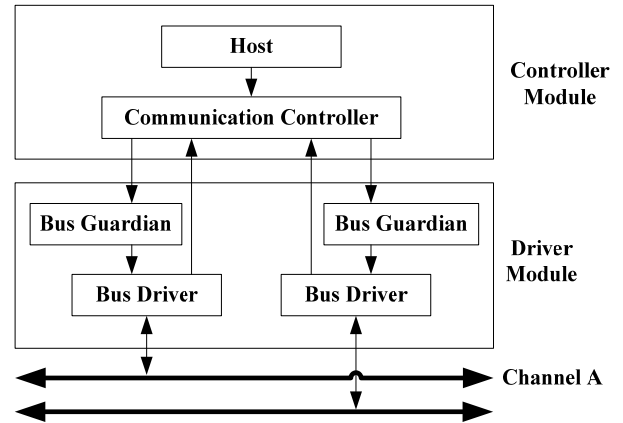 Host
Communication Controller
Controller
Module
Bus Guardian
Bus Guardian
Driver
Module
Bus Driver
Bus Driver
Channel A